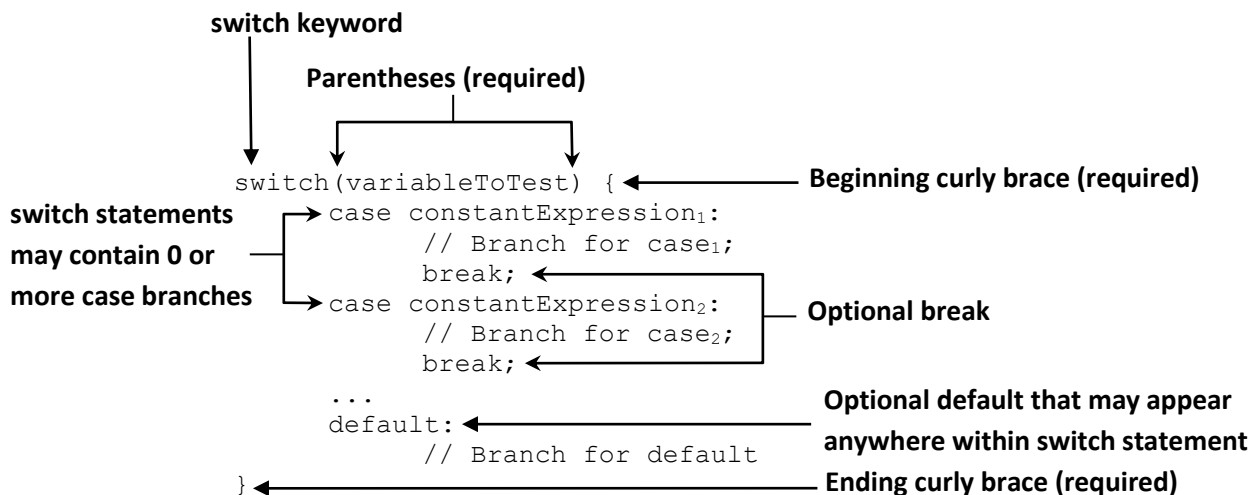 switch keyword
Parentheses (required)
switch(variableToTest) {
Beginning curly brace (required)
switch statements
may contain 0 or
more case branches
case constantExpression₁:
// Branch for case₁;
break;
case constantExpression₂:
// Branch for case₂;
break;
Optional break
...
default:
// Branch for default
Optional default that may appear
anywhere within switch statement
}
Ending curly brace (required)